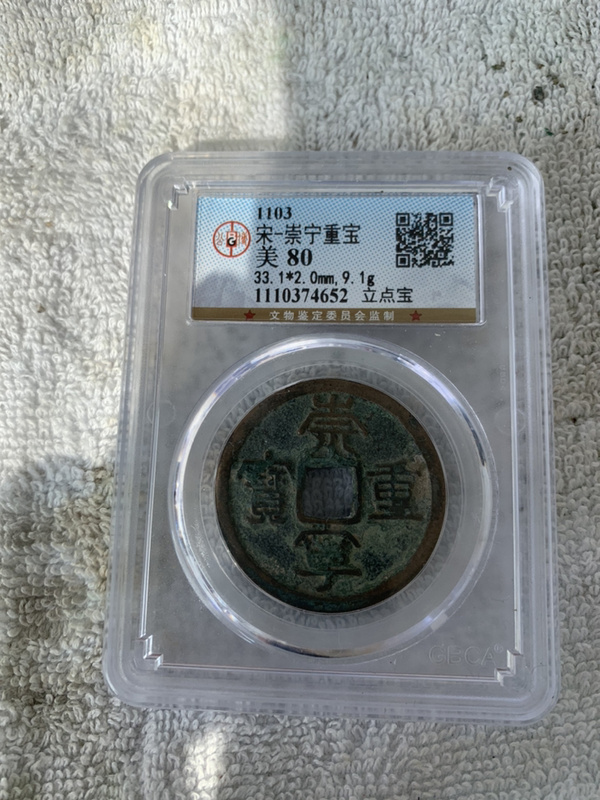 1103
宋-崇宁重宝
美 80
33.1*2.0mm,9.1g
1110374652 立点宝
★ 文物鉴定委员会监制 ★
崇
寳 重
寧
GBCA